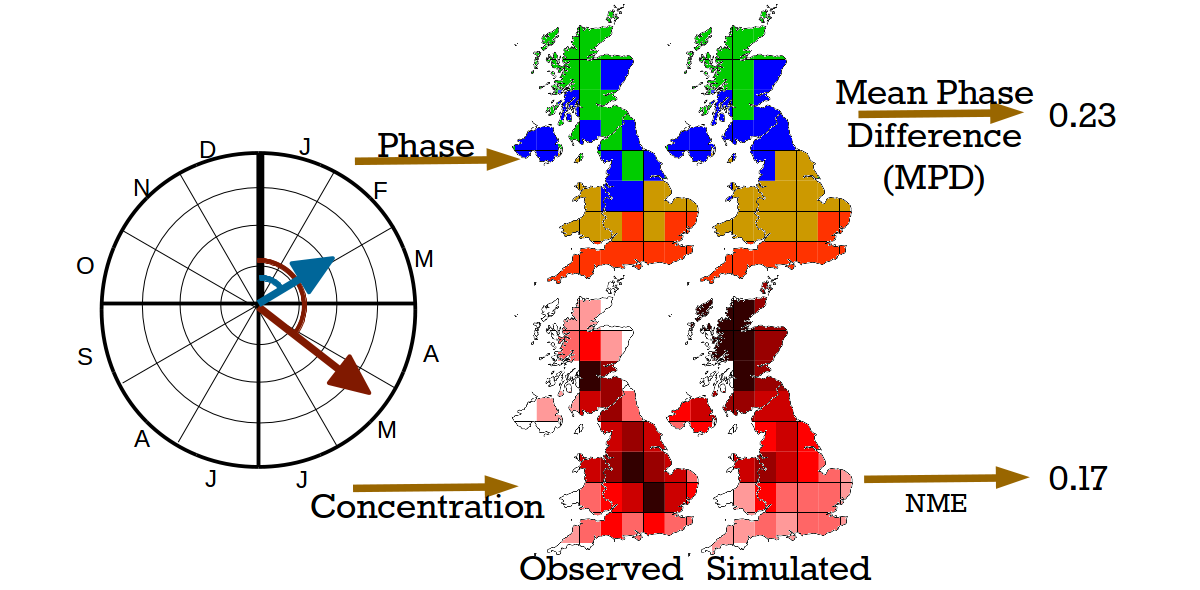 D
J
N
F
O
M
S
A
A
M
J
J
Phase
Concentration
Observed
Simulated
Mean Phase
Difference
(MPD)
0.23
NME
0.17